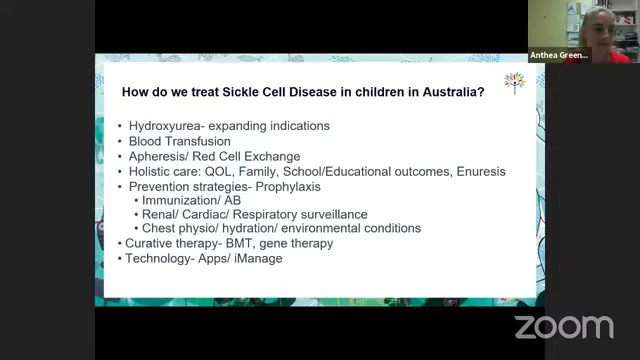 Anthea Green...
How do we treat Sickle Cell Disease in children in Australia?
• Hydroxyurea- expanding indications
• Blood Transfusion
• Apheresis/ Red Cell Exchange
• Holistic care: QOL, Family, School/Educational outcomes, Enuresis
• Prevention strategies- Prophylaxis
• Immunization/ AB
• Renal/ Cardiac/ Respiratory surveillance
• Chest physio/ hydration/ environmental conditions
• Curative therapy- BMT, gene therapy
• Technology- Apps/ iManage
zoom